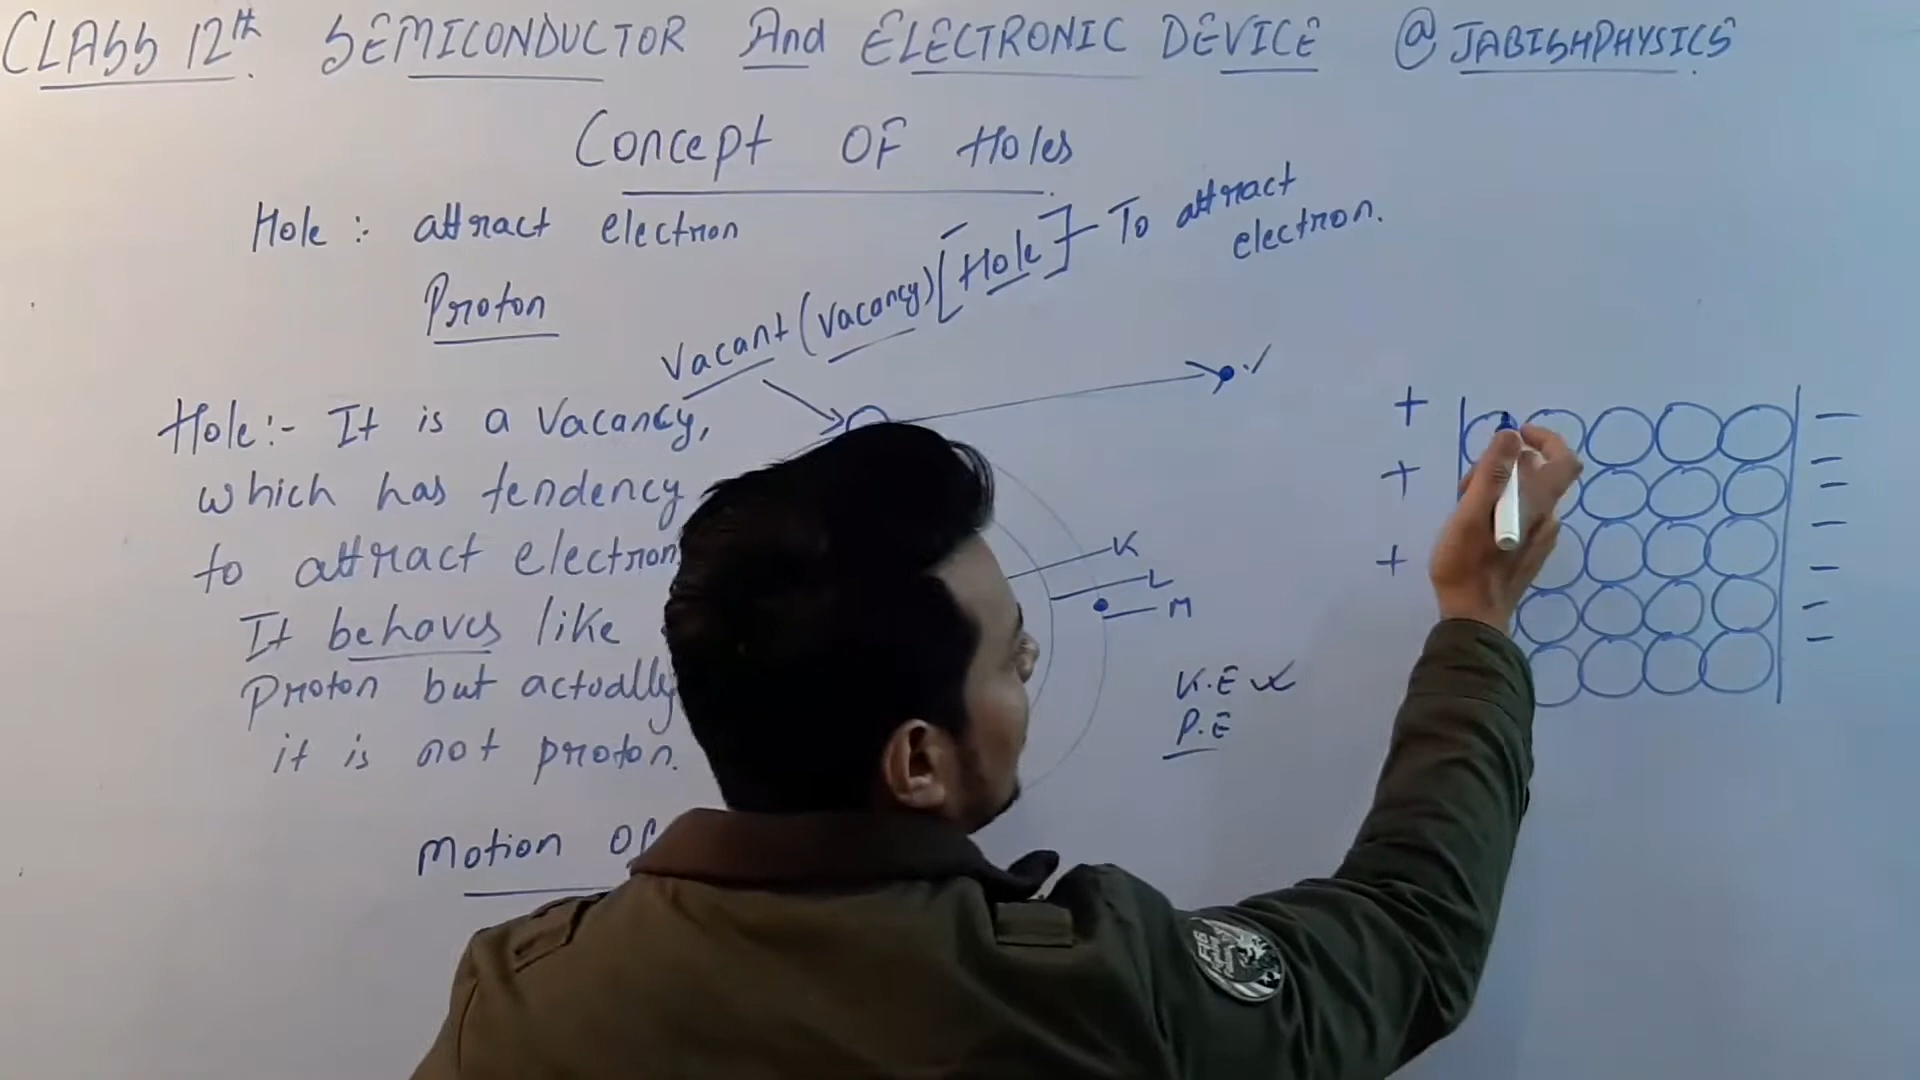 CLASS 12th SEMICONDUCTOR And ELECTRONIC DEVICE @JABISHPHYSICS
Concept OF Holes
Hole : attract electron
Proton
Vacant (Vacancy) [Hole] - To attract
electron.
Hole:- It is a Vacancy,
which has tendency
to attract electron
It behaves like
Proton but actually
it is not proton.
K
L
M
K.E
P.E
+ −
+ −
+ −
−
−
−
−
Motion OF